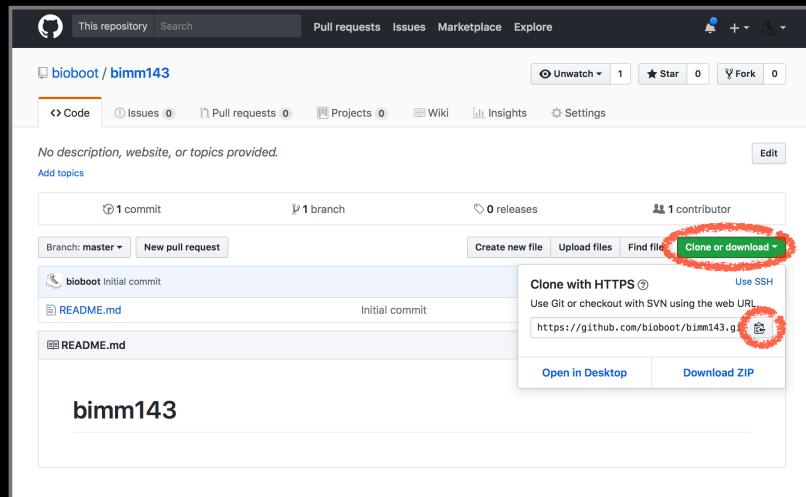 This repository Search Pull requests Issues Marketplace Explore
bioboot / bimm143 Unwatch 1 Star 0 Fork 0
Code Issues 0 Pull requests 0 Projects 0 Wiki Insights Settings
No description, website, or topics provided. Edit
Add topics
1 commit 1 branch 0 releases 1 contributor
Branch: master New pull request Create new file Upload files Find file Clone or download
bioboot Initial commit
Clone with HTTPS Use SSH
Use Git or checkout with SVN using the web URL.
README.md Initial commit
https://github.com/bioboot/bimm143.gi
README.md
Open in Desktop Download ZIP
bimm143